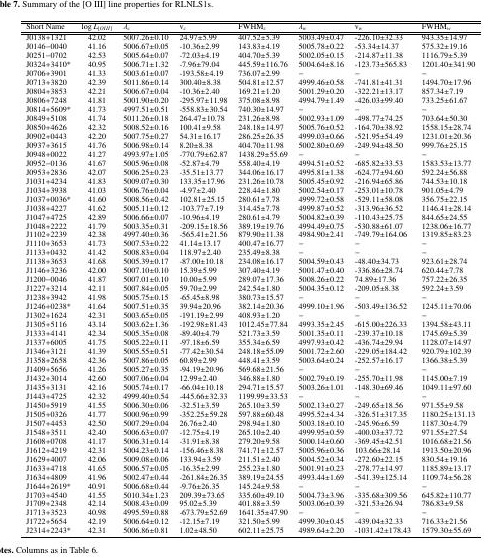 ble 7. Summary of the [O III] line properties for RLNLS1s.
Short Name log L[OIII] λc vc FWHMc λw vw FWHMw
J0138+1321 42.02 5007.26±0.10 24.97±5.99 407.52±5.39 5003.49±0.47 -226.10±32.02 943.35±14.97
J0146−0040 41.16 5006.67±0.05 -10.36±2.99 143.83±4.19 5005.78±0.22 -53.34±14.37 575.32±19.16
J0251−0702 42.53 5005.64±0.07 -72.03±4.19 404.70±5.39 5002.05±0.15 -214.87±11.38 1116.79±5.39
J0324+3410* 40.95 5006.71±1.32 -7.96±79.04 445.59±116.76 5004.64±8.16 -123.73±565.83 1201.40±341.90
J0706+3901 41.33 5003.61±0.07 -193.58±4.19 736.07±2.99 – – –
J0713+3820 42.39 5011.86±0.14 300.40±8.38 504.81±12.57 4999.46±0.58 -741.81±41.31 1494.70±17.96
J0804+3853 42.21 5006.67±0.04 -10.36±2.40 169.21±1.20 5001.29±0.20 -322.21±13.17 857.34±7.19
J0806+7248 41.81 5001.90±0.20 -295.97±11.98 375.08±8.98 4994.79±1.49 -426.03±99.40 733.25±61.67
J0814+5609* 41.73 4997.51±0.51 -558.83±30.54 740.30±14.97 – – –
J0849+5108 41.74 5011.26±0.18 264.47±10.78 231.26±8.98 5002.93±1.09 -498.77±74.25 703.64±50.30
J0850+4626 42.32 5008.52±0.16 100.41±9.58 248.18±14.97 5005.76±0.52 -164.70±38.92 1558.15±28.74
J0902+0443 42.20 5007.75±0.27 54.31±16.17 286.25±26.35 4999.03±0.66 -521.95±54.49 1231.01±20.36
J0937+3615 41.76 5006.98±0.14 8.20±8.38 404.70±11.98 5002.80±0.69 -249.94±48.50 999.76±25.15
J0948+0022 41.27 4993.97±1.05 -770.79±62.87 1438.29±55.69 – – –
J0952−0136 41.67 5005.96±0.08 -52.87±4.79 558.40±4.19 4994.51±0.52 -685.82±33.53 1583.53±13.77
J0953+2836 42.07 5006.25±0.23 -35.51±13.77 344.06±16.17 4995.81±1.38 -624.77±94.60 992.24±56.88
J1031+4234 41.83 5009.07±0.30 133.35±17.96 231.26±10.78 5005.45±0.92 -216.94±65.86 744.53±10.18
J1034+3938 41.03 5006.76±0.04 -4.97±2.40 228.44±1.80 5002.54±0.17 -253.01±10.78 901.05±4.79
J1037+0036* 41.60 5008.56±0.42 102.81±25.15 280.61±7.78 4999.72±0.58 -529.11±58.08 356.75±22.15
J1038+4227 41.62 5005.11±0.12 -103.77±7.19 314.45±7.78 4999.87±0.52 -313.96±36.52 1146.41±28.14
J1047+4725 42.89 5006.66±0.07 -10.96±4.19 280.61±4.79 5004.82±0.39 -110.43±25.75 844.65±24.55
J1048+2222 41.79 5003.35±0.31 -209.15±18.56 389.19±19.76 4994.49±0.75 -530.88±61.07 1238.06±16.77
J1102+2239 42.38 4997.40±0.36 -565.41±21.56 879.90±11.38 4984.90±2.41 -749.79±164.06 1319.85±83.23
J1110+3653 41.73 5007.53±0.22 41.14±13.17 400.47±16.77 – – –
J1133+0432 41.42 5008.83±0.04 118.97±2.40 235.49±8.38 – – –
J1138+3653 41.68 5005.39±0.17 -87.00±10.18 234.08±16.17 5004.59±0.43 -48.40±34.73 923.61±28.74
J1146+3236 42.00 5007.10±0.10 15.39±5.99 307.40±4.19 5001.47±0.40 -336.86±28.74 620.44±7.78
J1200−0046 41.87 5007.01±0.10 10.00±5.99 289.07±17.36 5008.26±0.22 74.89±17.36 757.22±26.35
J1227+3214 42.11 5007.84±0.05 59.70±2.99 242.54±1.80 5004.35±0.12 -209.05±8.38 592.24±3.59
J1238+3942 41.98 5005.75±0.15 -65.45±8.98 380.73±15.57 – – –
J1246+0238* 41.64 5007.51±0.35 39.94±20.96 382.14±20.36 4999.10±1.96 -503.49±136.52 1245.11±70.06
J1302+1624 42.31 5003.65±0.05 -191.19±2.99 408.93±1.20 – – –
J1305+5116 43.14 5003.62±1.36 -192.98±81.43 1012.45±77.84 4993.35±2.45 -615.00±226.33 1394.58±43.11
J1333+4141 42.34 5005.35±0.08 -89.40±4.79 521.73±3.59 5001.35±0.11 -239.37±10.18 1745.69±5.39
J1337+6005 41.75 5005.22±0.11 -97.18±6.59 355.34±6.59 4997.93±0.42 -436.74±29.94 1128.07±14.97
J1346+3121 41.39 5005.55±0.51 -77.42±30.54 248.18±55.09 5001.72±2.60 -229.05±184.42 920.79±102.39
J1358+2658 42.36 5007.86±0.05 60.89±2.99 448.41±3.59 5003.64±0.24 -252.57±16.17 1366.38±5.39
J1409+5656 41.26 5005.27±0.35 -94.19±20.96 569.68±21.56 – – –
J1432+3014 42.60 5007.06±0.04 12.99±2.40 346.88±1.80 5002.79±0.19 -255.70±11.98 1145.00±7.19
J1435+3131 42.16 5005.74±0.17 -66.04±10.18 294.71±15.57 5003.26±1.01 -148.30±69.46 1049.11±97.60
J1443+4725 42.32 4999.40±0.54 -445.66±32.33 1199.99±33.53 – – –
J1450+5919 41.55 5006.30±0.06 -32.51±3.59 265.10±3.59 5002.13±0.27 -249.65±18.56 971.55±9.58
J1505+0326 41.77 5000.96±0.99 -352.25±59.28 597.88±60.48 4995.52±4.34 -326.51±317.35 1180.25±131.13
J1507+4453 42.50 5007.29±0.04 26.76±2.40 298.94±1.80 5003.18±0.10 -245.96±6.59 1187.30±4.79
J1548+3511 42.40 5006.63±0.07 -12.75±4.19 265.10±2.40 4999.95±0.59 -400.03±37.72 971.55±27.54
J1608+0708 41.17 5006.31±0.14 -31.91±8.38 279.20±9.58 5000.14±0.60 -369.45±42.51 1016.68±21.56
J1612+4219 42.31 5004.23±0.14 -156.46±8.38 741.71±12.57 5005.96±0.36 103.66±28.14 1913.50±20.96
J1629+4007 42.06 5009.08±0.06 133.94±3.59 211.51±2.40 5004.52±0.34 -272.60±22.15 830.54±19.16
J1633+4718 41.65 5006.57±0.05 -16.35±2.99 255.23±1.80 5001.91±0.23 -278.77±14.97 1185.89±13.17
J1634+4809 41.96 5002.47±0.44 -261.84±26.35 389.19±24.55 4993.44±1.69 -541.39±125.14 1109.74±56.28
J1644+2619* 40.91 5006.68±0.44 -9.76±26.35 145.24±9.58 – – –
J1703+4540 41.55 5010.34±1.23 209.39±73.65 335.60±49.10 5004.73±3.96 -335.68±309.56 645.82±110.77
J1709+2348 42.14 5008.43±0.09 95.02±5.39 401.88±3.59 5003.06±0.39 -321.53±26.94 786.83±9.58
J1713+3523 40.98 4995.59±0.88 -673.79±52.69 1641.35±47.90 – – –
J1722+5654 42.19 5006.64±0.12 -12.15±7.19 321.50±5.99 4999.30±0.45 -439.04±32.33 716.33±21.56
J2314+2243* 42.31 5006.86±0.81 1.02±48.50 602.11±25.75 4989.64±2.20 -1031.42±178.43 1579.30±55.69
otes. Columns as in Table 6.